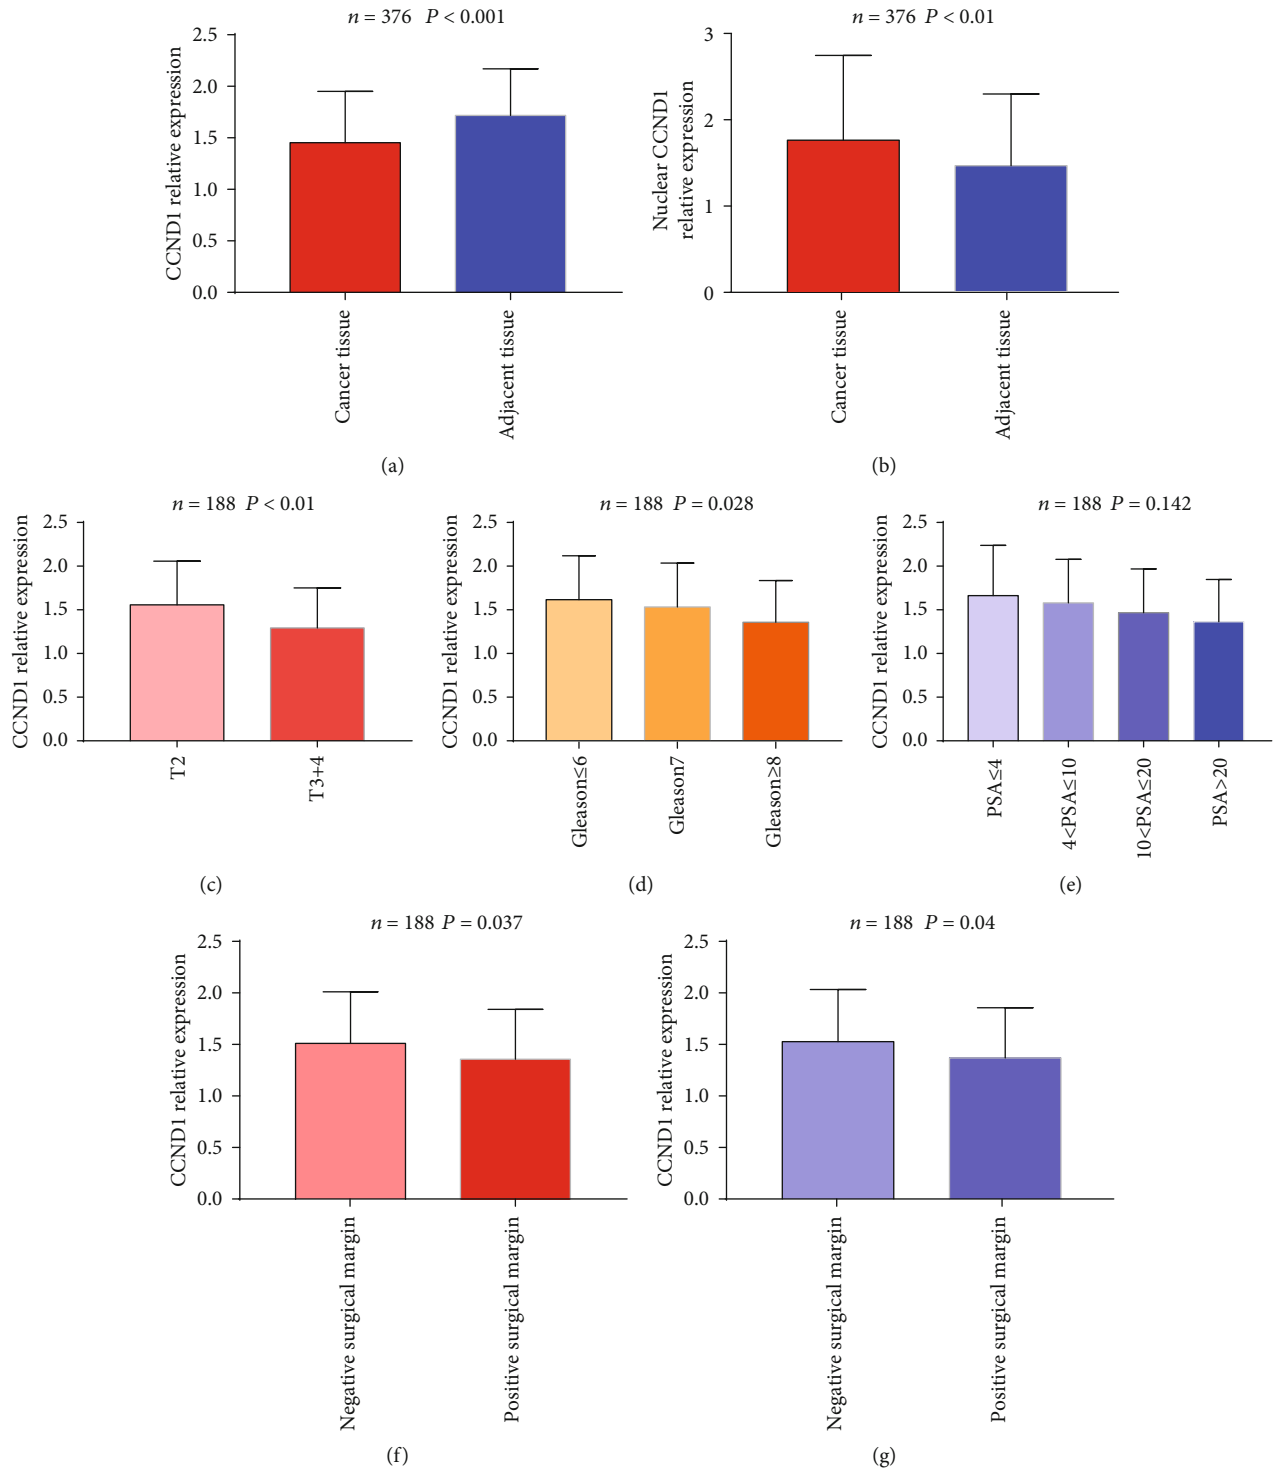 n = 376 P < 0.001
CCND1 relative expression
2.5
2.0
1.5
1.0
0.5
0.0
Cancer tissue
Adjacent tissue
(a)
n = 376 P < 0.01
Nuclear CCND1
relative expression
3
2
1
0
Cancer tissue
Adjacent tissue
(b)
n = 188 P < 0.01
CCND1 relative expression
2.5
2.0
1.5
1.0
0.5
0.0
T2
T3+4
(c)
n = 188 P = 0.028
CCND1 relative expression
2.5
2.0
1.5
1.0
0.5
0.0
Gleason≤6
Gleason7
Gleason≥8
(d)
n = 188 P = 0.142
CCND1 relative expression
2.5
2.0
1.5
1.0
0.5
0.0
PSA≤4
4<PSA≤10
10<PSA≤20
PSA>20
(e)
n = 188 P = 0.037
CCND1 relative expression
2.5
2.0
1.5
1.0
0.5
0.0
Negative surgical margin
Positive surgical margin
(f)
n = 188 P = 0.04
CCND1 relative expression
2.5
2.0
1.5
1.0
0.5
0.0
Negative surgical margin
Positive surgical margin
(g)